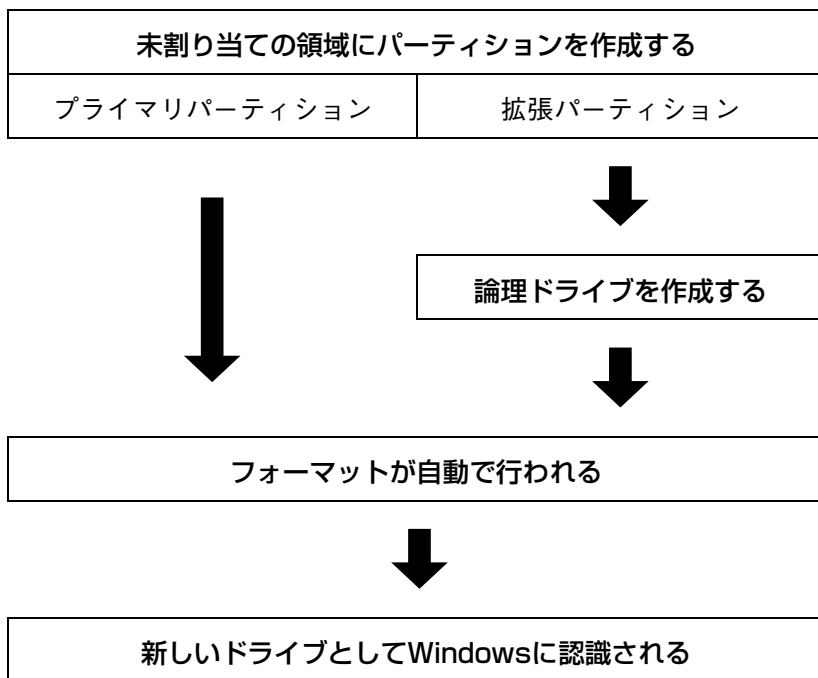 未割り当ての領域にパーティションを作成する
プライマリパーティション
拡張パーティション
論理ドライブを作成する
フォーマットが自動で行われる
新しいドライブとしてWindowsに認識される